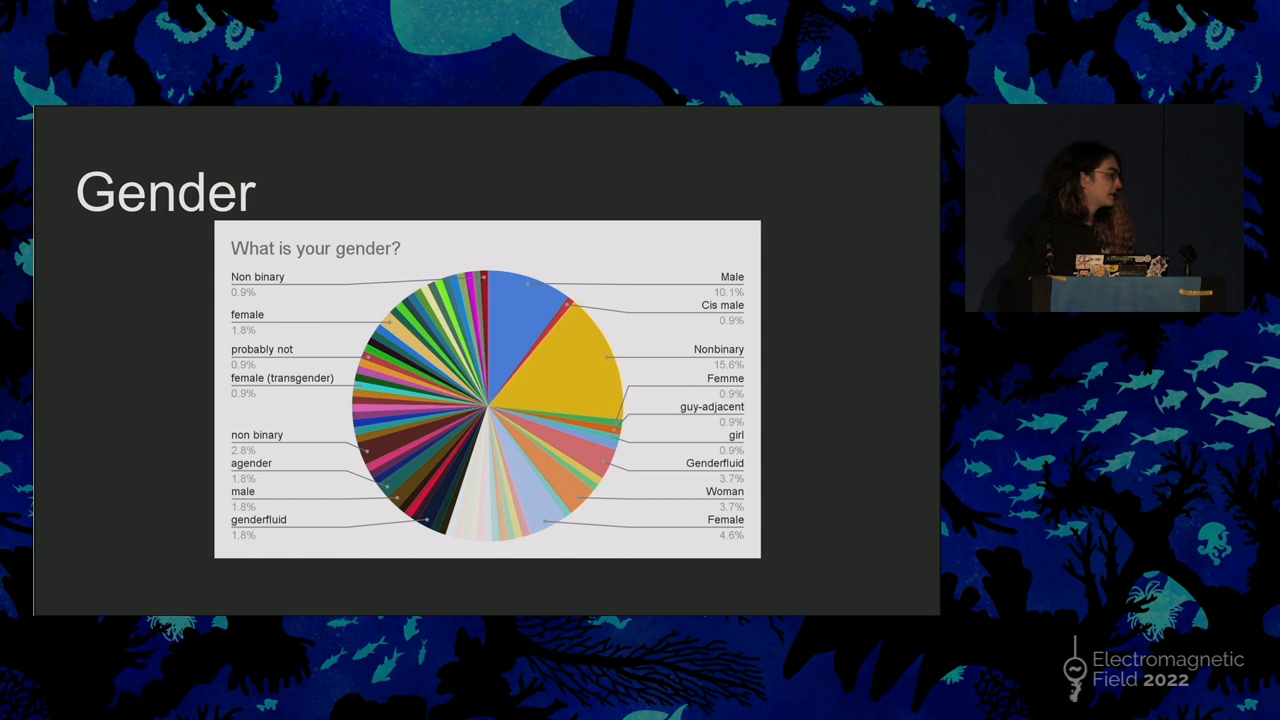 Gender
What is your gender?
Non binary
0.9%
female
1.8%
probably not
0.9%
female (transgender)
0.9%
non binary
2.8%
agender
1.8%
male
1.8%
genderfluid
1.8%
Male
10.1%
Cis male
0.9%
Nonbinary
15.6%
Femme
0.9%
guy-adjacent
0.9%
girl
0.9%
Genderfluid
3.7%
Woman
3.7%
Female
4.6%
Electromagnetic
Field 2022